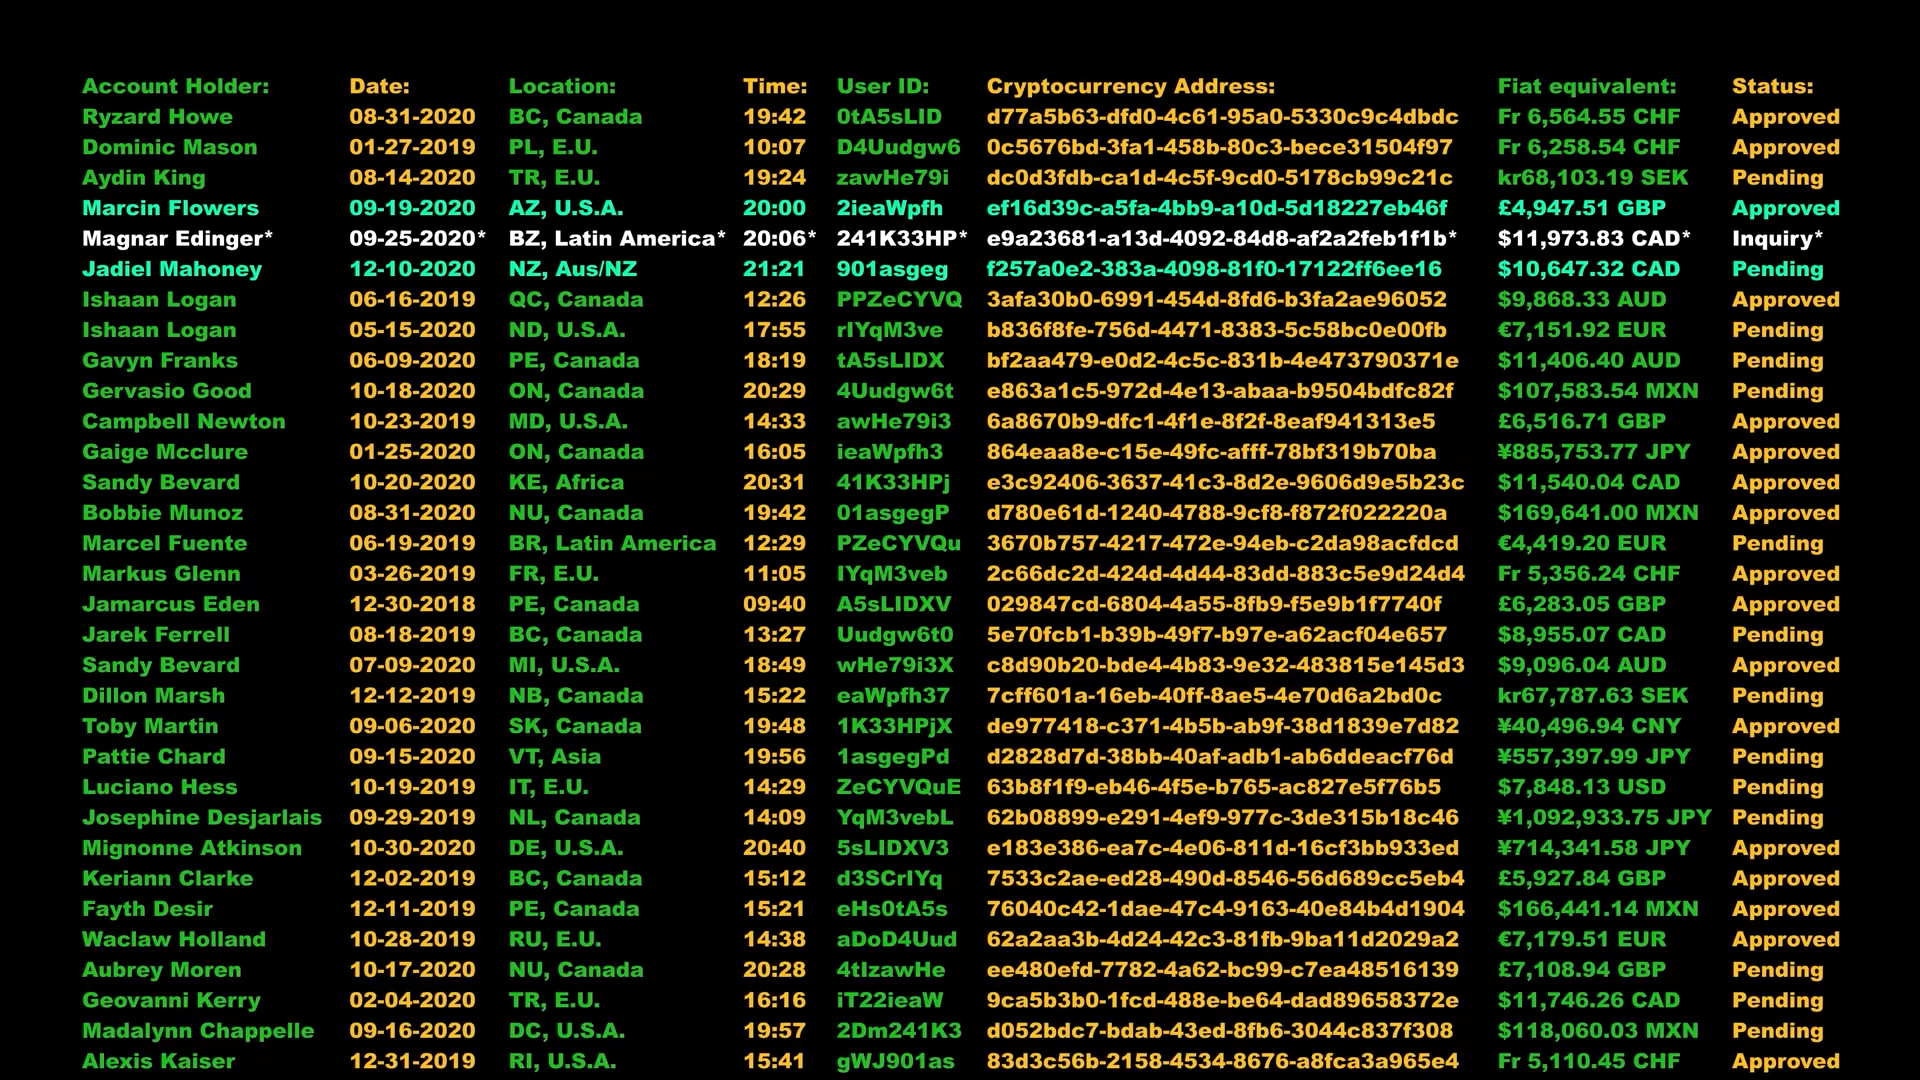 Account Holder: Date: Location: Time: User ID: Cryptocurrency Address: Fiat equivalent: Status:
Ryzard Howe 08-31-2020 BC, Canada 19:42 0tA5sLID d77a5b63-dfd0-4c61-95a0-5330c9c4dbdc Fr 6,564.55 CHF Approved
Dominic Mason 01-27-2019 PL, E.U. 10:07 D4Uudgw6 0c5676bd-3fa1-458b-80c3-bece31504f97 Fr 6,258.54 CHF Approved
Aydin King 08-14-2020 TR, E.U. 19:24 zawHe79i dc0d3fdb-ca1d-4c5f-9cd0-5178cb99c21c kr68,103.19 SEK Pending
Marcin Flowers 09-19-2020 AZ, U.S.A. 20:00 2ieaWpfh ef16d39c-a5fa-4bb9-a10d-5d18227eb46f £4,947.51 GBP Approved
Magnar Edinger* 09-25-2020* BZ, Latin America* 20:06* 241K33HP* e9a23681-a13d-4092-84d8-af2a2feb1f1b* $11,973.83 CAD* Inquiry*
Jadiel Mahoney 12-10-2020 NZ, Aus/NZ 21:21 901asgeg f257a0e2-383a-4098-81f0-17122ff6ee16 $10,647.32 CAD Pending
Ishaan Logan 06-16-2019 QC, Canada 12:26 PPZeCYVQ 3afa30b0-6991-454d-8fd6-b3fa2ae96052 $9,868.33 AUD Approved
Ishaan Logan 05-15-2020 ND, U.S.A. 17:55 rIYqM3ve b836f8fe-756d-4471-8383-5c58bc0e00fb €7,151.92 EUR Pending
Gavyn Franks 06-09-2020 PE, Canada 18:19 tA5sLIDX bf2aa479-e0d2-4c5c-831b-4e473790371e $11,406.40 AUD Pending
Gervasio Good 10-18-2020 ON, Canada 20:29 4Uudgw6t e863a1c5-972d-4e13-abaa-b9504bdfc82f $107,583.54 MXN Pending
Campbell Newton 10-23-2019 MD, U.S.A. 14:33 awHe79i3 6a8670b9-dfc1-4f1e-8f2f-8eaf941313e5 £6,516.71 GBP Approved
Gaige Mcclure 01-25-2020 ON, Canada 16:05 ieaWpfh3 864eaa8e-c15e-49fc-afff-78bf319b70ba ¥885,753.77 JPY Approved
Sandy Bevard 10-20-2020 KE, Africa 20:31 41K33HPj e3c92406-3637-41c3-8d2e-9606d9e5b23c $11,540.04 CAD Approved
Bobbie Munoz 08-31-2020 NU, Canada 19:42 01asgegP d780e61d-1240-4788-9cf8-f872f022220a $169,641.00 MXN Approved
Marcel Fuente 06-19-2019 BR, Latin America 12:29 PZeCYVQu 3670b757-4217-472e-94eb-c2da98acfdcd €4,419.20 EUR Pending
Markus Glenn 03-26-2019 FR, E.U. 11:05 IYqM3veb 2c66dc2d-424d-4d44-83dd-883c5e9d24d4 Fr 5,356.24 CHF Approved
Jamarcus Eden 12-30-2018 PE, Canada 09:40 A5sLIDXV 029847cd-6804-4a55-8fb9-f5e9b1f7740f £6,283.05 GBP Approved
Jarek Ferrell 08-18-2019 BC, Canada 13:27 Uudgw6t0 5e70fcb1-b39b-49f7-b97e-a62acf04e657 $8,955.07 CAD Pending
Sandy Bevard 07-09-2020 MI, U.S.A. 18:49 wHe79i3X c8d90b20-bde4-4b83-9e32-483815e145d3 $9,096.04 AUD Approved
Dillon Marsh 12-12-2019 NB, Canada 15:22 eaWpfh37 7cff601a-16eb-40ff-8ae5-4e70d6a2bd0c kr67,787.63 SEK Pending
Toby Martin 09-06-2020 SK, Canada 19:48 1K33HPjX de977418-c371-4b5b-ab9f-38d1839e7d82 ¥40,496.94 CNY Approved
Pattie Chard 09-15-2020 VT, Asia 19:56 1asgegPd d2828d7d-38bb-40af-adb1-ab6ddeacf76d ¥557,397.99 JPY Pending
Luciano Hess 10-19-2019 IT, E.U. 14:29 ZeCYVQuE 63b8f1f9-eb46-4f5e-b765-ac827e5f76b5 $7,848.13 USD Pending
Josephine Desjarlais 09-29-2019 NL, Canada 14:09 YqM3vebL 62b08899-e291-4ef9-977c-3de315b18c46 ¥1,092,933.75 JPY Pending
Mignonne Atkinson 10-30-2020 DE, U.S.A. 20:40 5sLIDXV3 e183e386-ea7c-4e06-811d-16cf3bb933ed ¥714,341.58 JPY Approved
Keriann Clarke 12-02-2019 BC, Canada 15:12 d3SCrIYq 7533c2ae-ed28-490d-8546-56d689cc5eb4 £5,927.84 GBP Approved
Fayth Desir 12-11-2019 PE, Canada 15:21 eHs0tA5s 76040c42-1dae-47c4-9163-40e84b4d1904 $166,441.14 MXN Approved
Waclaw Holland 10-28-2019 RU, E.U. 14:38 aDoD4Uud 62a2aa3b-4d24-42c3-81fb-9ba11d2029a2 €7,179.51 EUR Approved
Aubrey Moren 10-17-2020 NU, Canada 20:28 4tIzawHe ee480efd-7782-4a62-bc99-c7ea48516139 £7,108.94 GBP Pending
Geovanni Kerry 02-04-2020 TR, E.U. 16:16 iT22ieaW 9ca5b3b0-1fcd-488e-be64-dad89658372e $11,746.26 CAD Pending
Madalynn Chappelle 09-16-2020 DC, U.S.A. 19:57 2Dm241K3 d052bdc7-bdab-43ed-8fb6-3044c837f308 $118,060.03 MXN Pending
Alexis Kaiser 12-31-2019 RI, U.S.A. 15:41 gWJ901as 83d3c56b-2158-4534-8676-a8fca3a965e4 Fr 5,110.45 CHF Approved